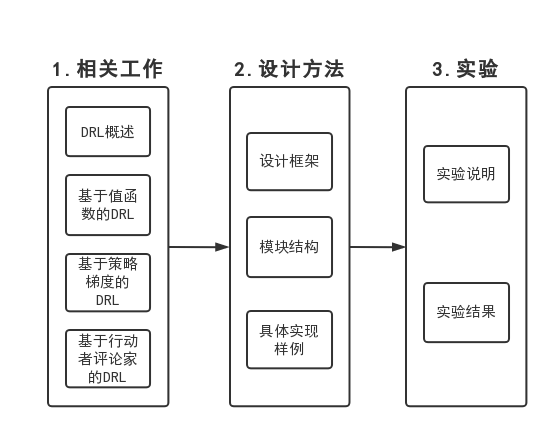 1. 相关工作
DRL概述
基于值函
数的DRL
基于策略
梯度的
DRL
基于行动
者评论家
的DRL
2. 设计方法
设计框架
模块结构
具体实现
样例
3. 实验
实验说明
实验结果